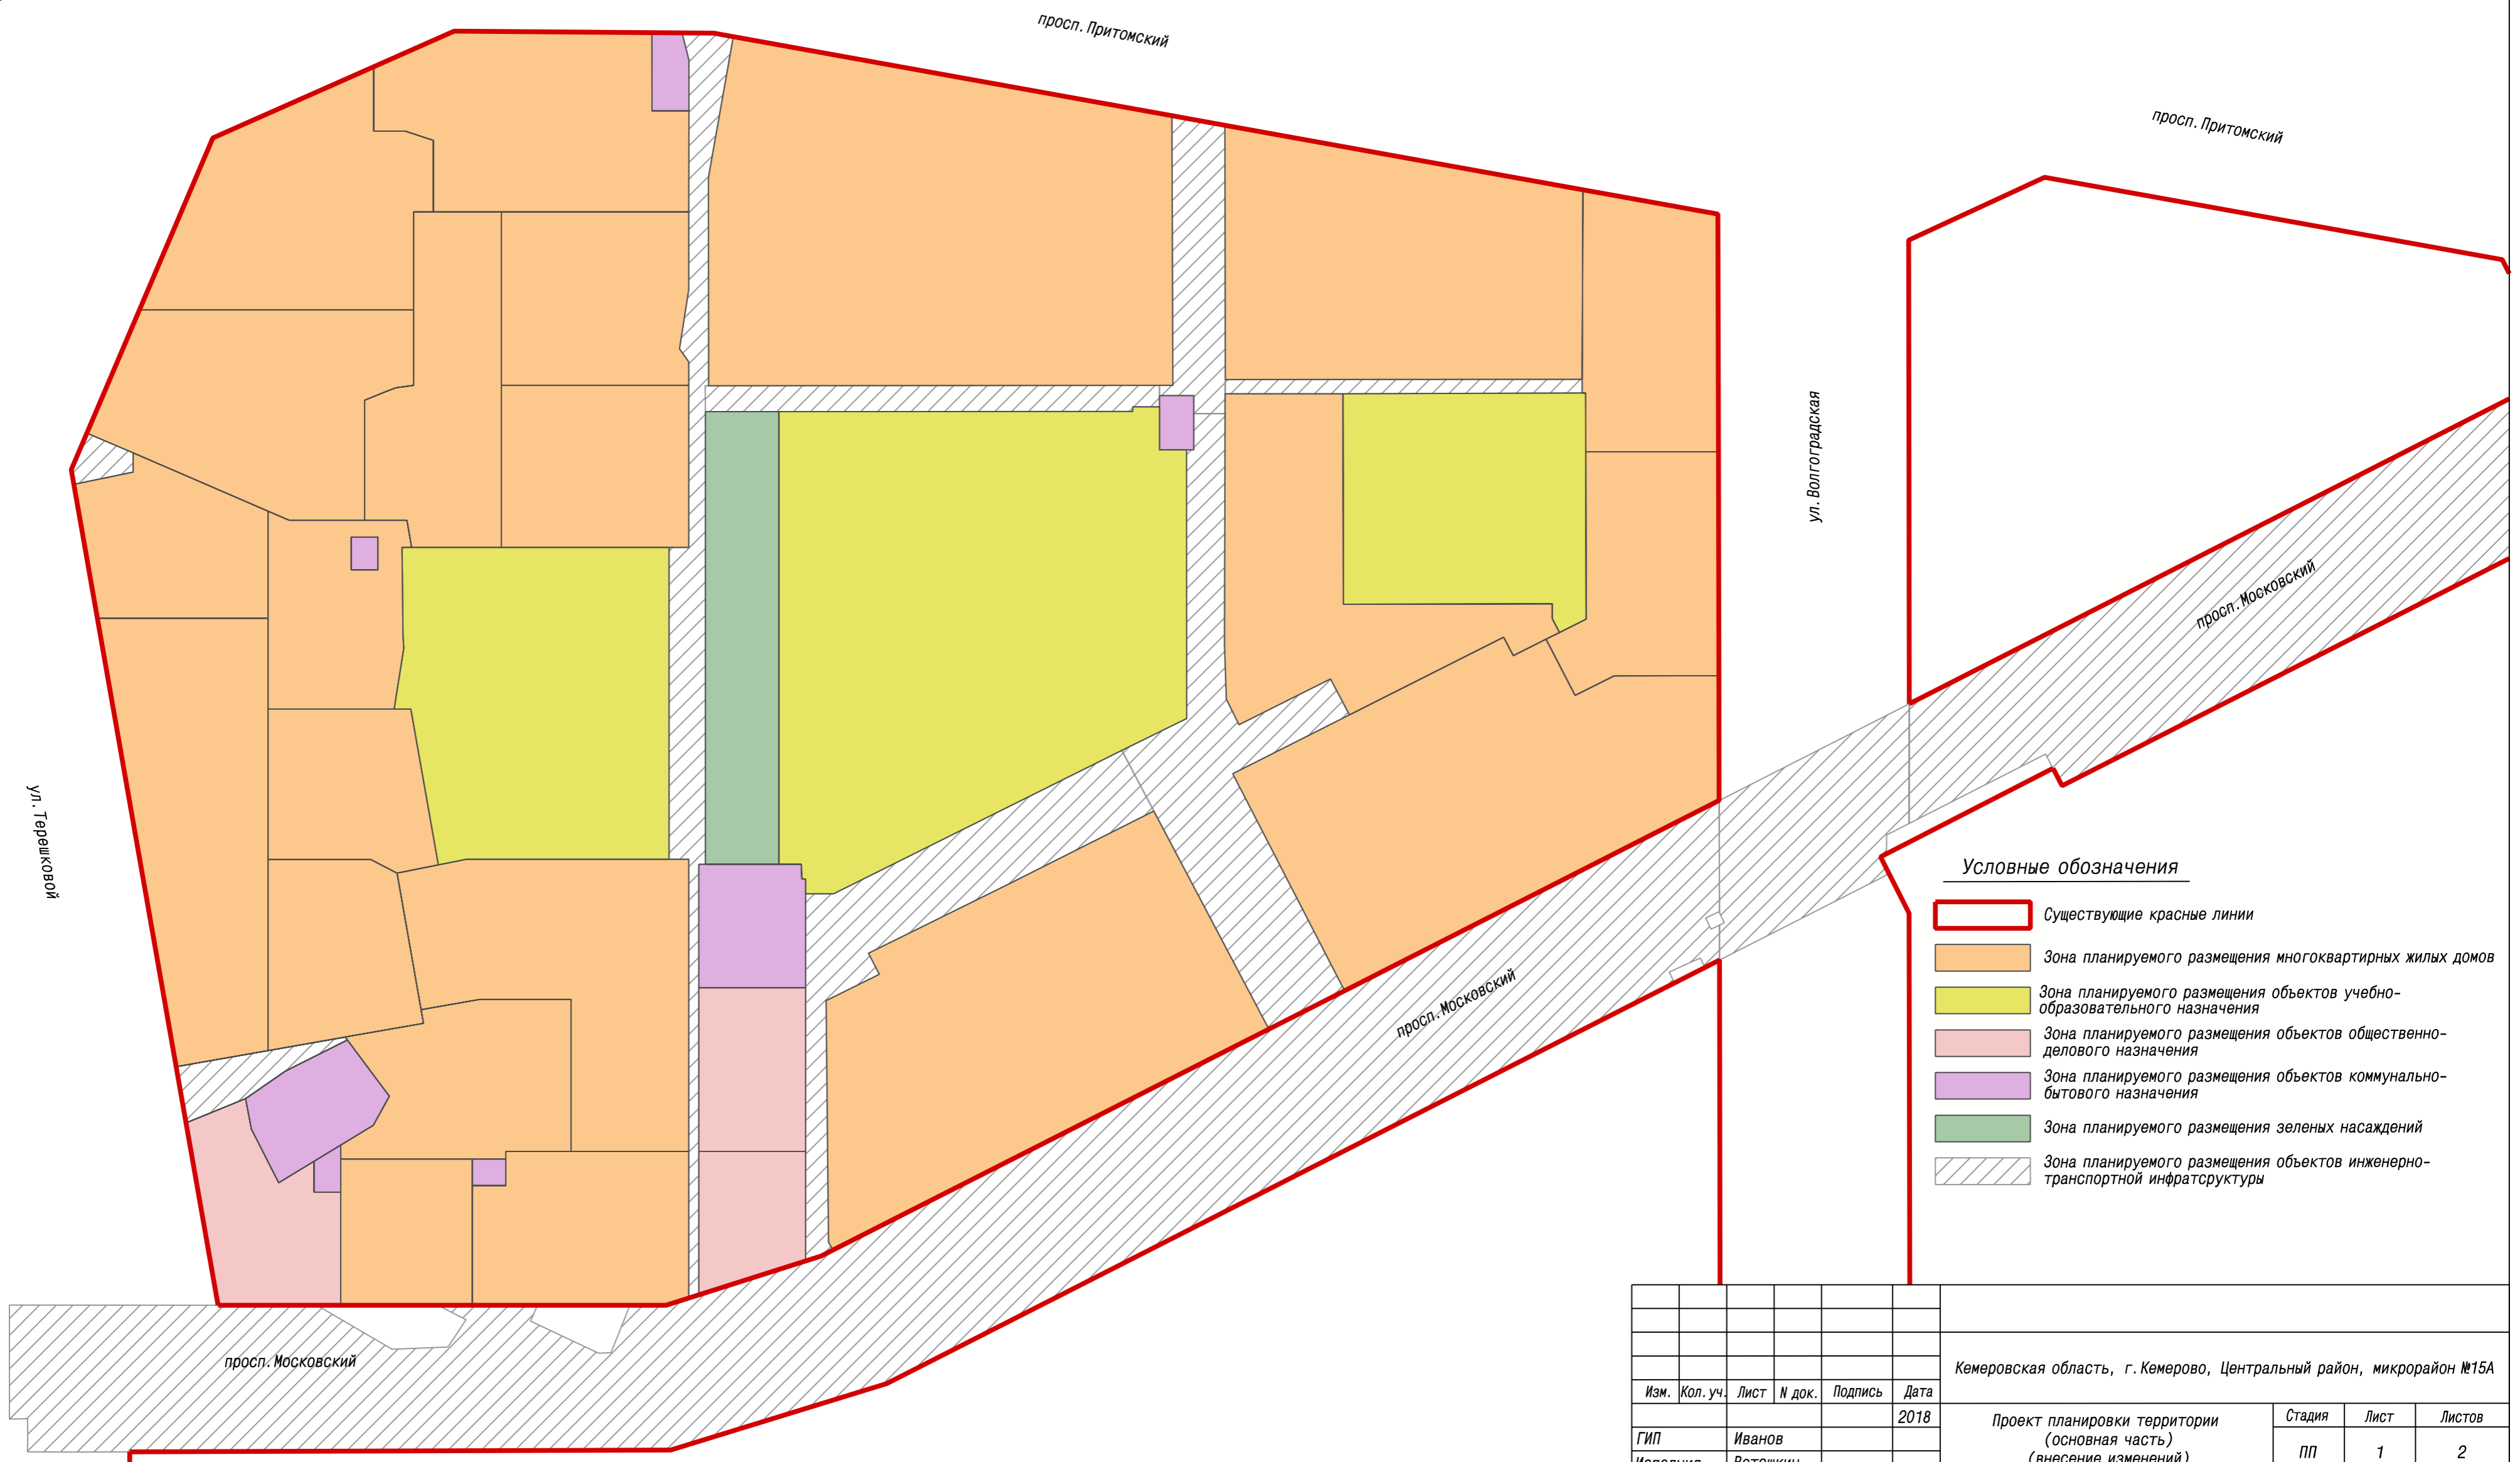 просп.Притомский
просп.Притомский
ул.Волгоградская
просп.Московский
ул.Терешковой
просп.Московский
просп.Московский
Условные обозначения
Существующие красные линии
Зона планируемого размещения многоквартирных жилых домов
Зона планируемого размещения объектов учебно-
образовательного назначения
Зона планируемого размещения объектов общественно-
делового назначения
Зона планируемого размещения объектов коммунально-
бытового назначения
Зона планируемого размещения зеленых насаждений
Зона планируемого размещения объектов инженерно-
транспортной инфратсруктуры
Кемеровская область, г.Кемерово, Центральный район, микрорайон №15А
Изм. Кол.уч. Лист N док. Подпись Дата
2018
Проект планировки территории
(основная часть)
(внесение изменений)
Стадия Лист Листов
ПП 1 2
ГИП Иванов